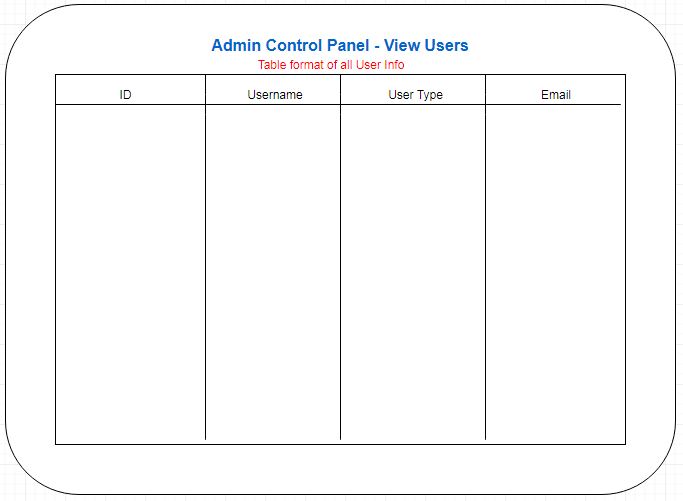 Admin Control Panel - View Users
Table format of all User Info
ID Username User Type Email